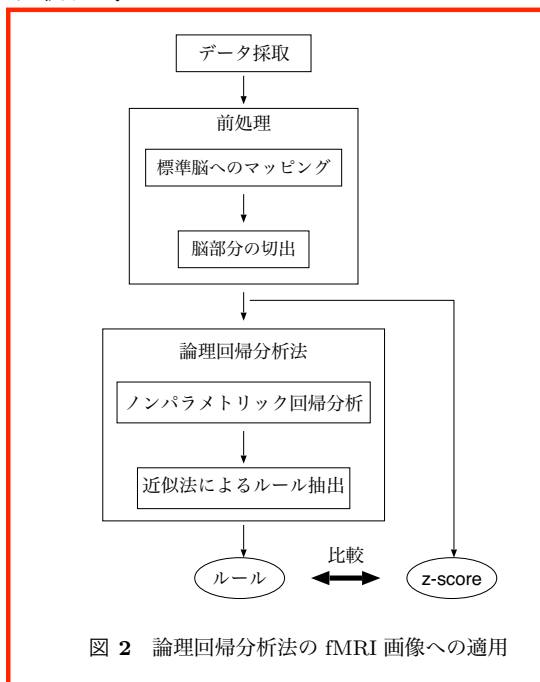 データ採取
前処理
標準脳へのマッピング
脳部分の切出
論理回帰分析法
ノンパラメトリック回帰分析
近似法によるルール抽出
ルール
比較
z-score
図 2 論理回帰分析法の fMRI 画像への適用